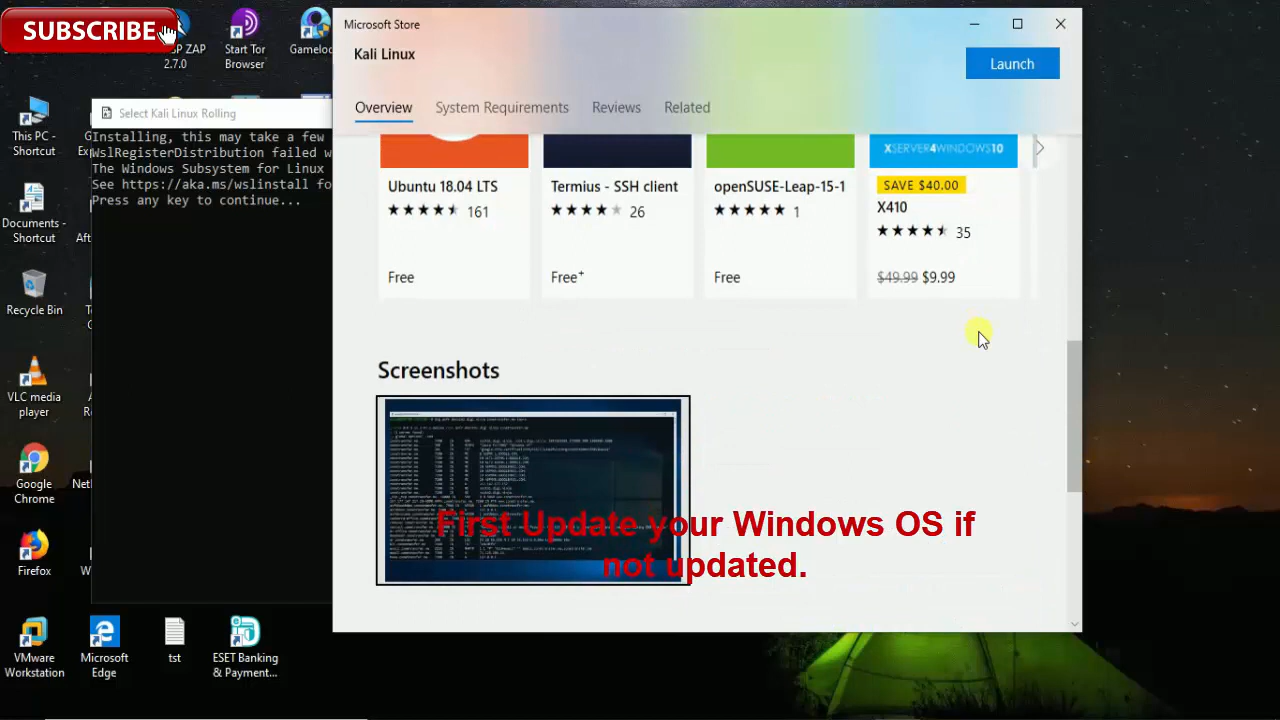 SUBSCRIBE
P ZAP
2.7.0
Start Tor
Browser
Gameloo
This PC -
Shortcut
Documents -
Shortcut
Recycle Bin
VLC media
player
Google
Chrome
Net
Firefox
W
VMware
Workstation
Microsoft
Edge
tst
ESET Banking
& Payment...
Select Kali Linux Rolling
Installing, this may take a few
WslRegisterDistribution failed w
The Windows Subsystem for Linux
See https://aka.ms/wslinstall fo
Press any key to continue...
Microsoft Store
Kali Linux
Launch
Overview System Requirements Reviews Related
XSERVER4WINDOWS10
Ubuntu 18.04 LTS
161
Free
Termius - SSH client
26
Free+
openSUSE-Leap-15-1
1
Free
SAVE $40.00
X410
35
$49.99 $9.99
Screenshots
First Update your Windows OS if
not updated.